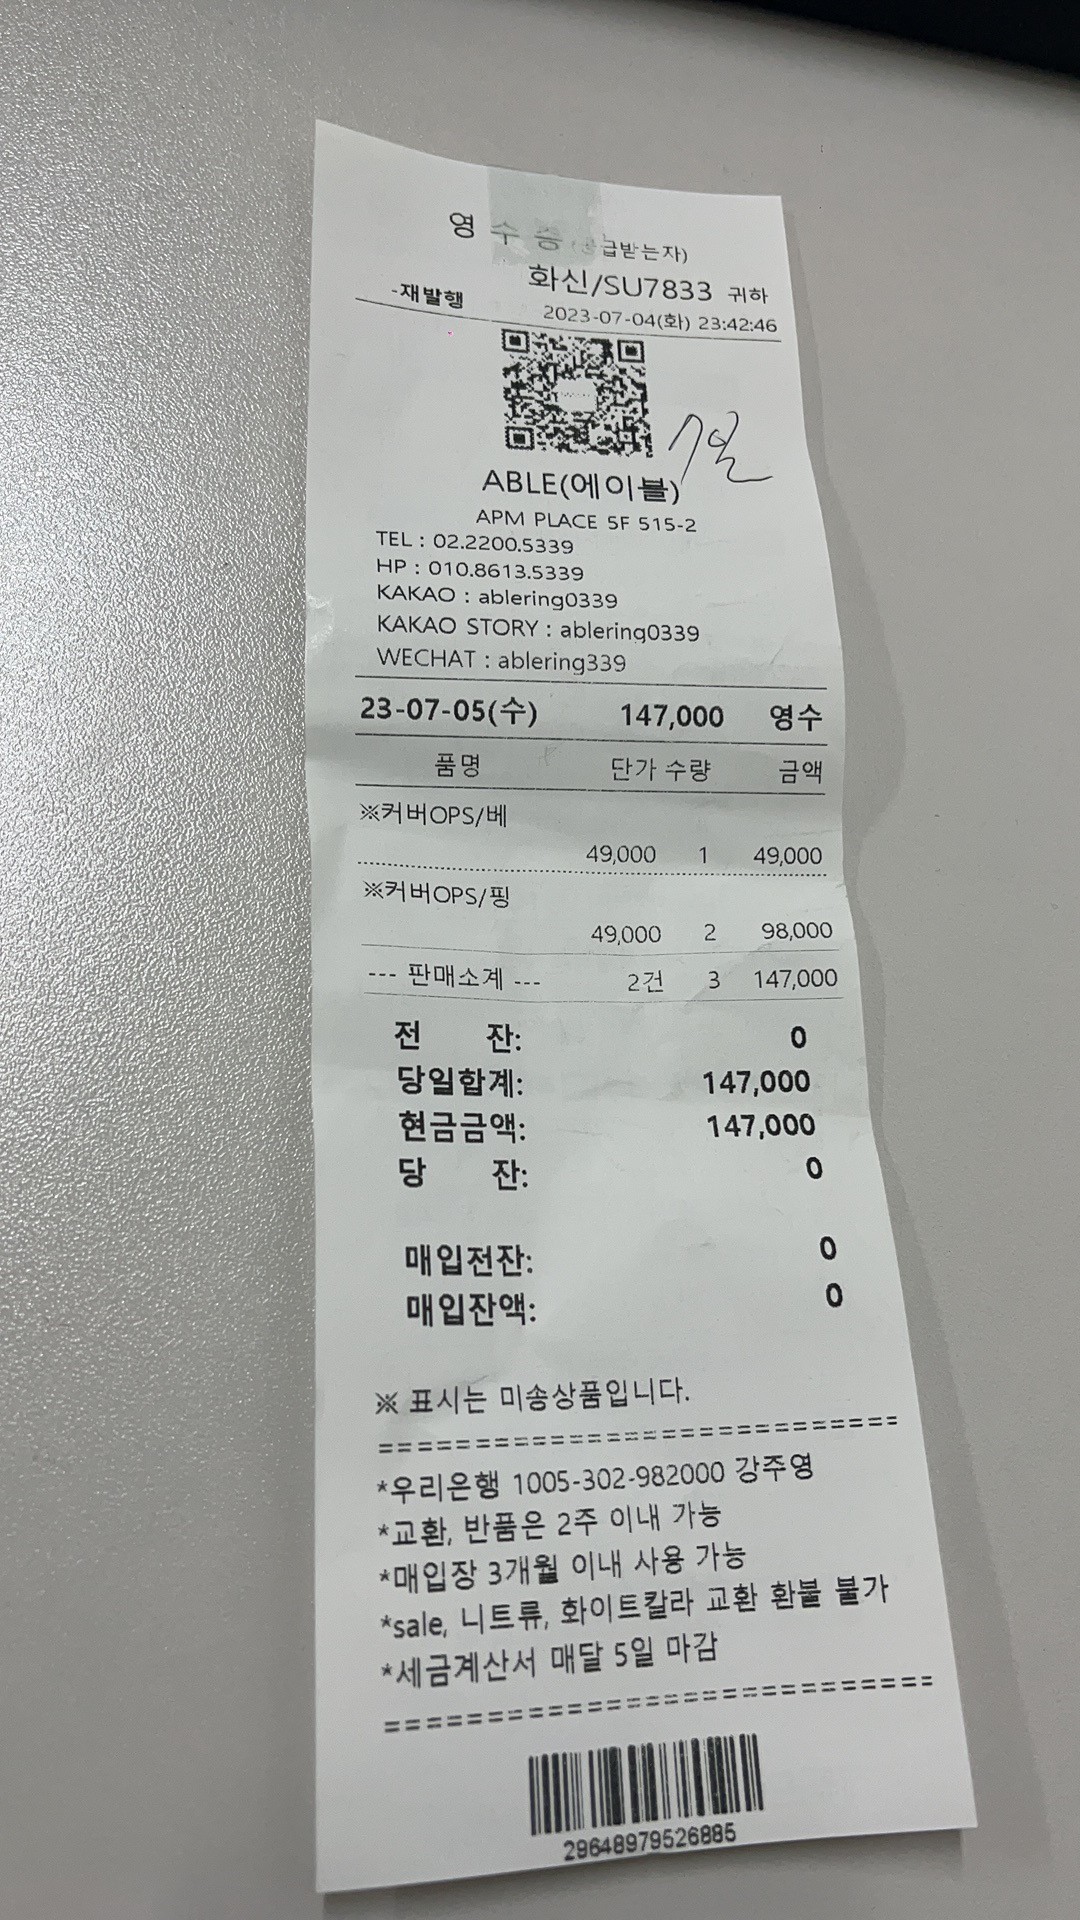 영 수 증(공급받는자)
화신/SU7833 귀하
-재발행
2023-07-04(화) 23:42:46
ABLE(에이블)
APM PLACE 5F 515-2
TEL : 02.2200.5339
HP : 010.8613.5339
KAKAO : ablering0339
KAKAO STORY : ablering0339
WECHAT : ablering339
23-07-05(수) 147,000 영수
품명 단가 수량 금액
※커버OPS/베
49,000 1 49,000
※커버OPS/핑
49,000 2 98,000
--- 판매소계 --- 2건 3 147,000
전 잔: 0
당일합계: 147,000
현금금액: 147,000
당 잔: 0
매입전잔: 0
매입잔액: 0
※ 표시는 미송상품입니다.
===========================
*우리은행 1005-302-982000 강주영
*교환, 반품은 2주 이내 가능
*매입장 3개월 이내 사용 가능
*sale, 니트류, 화이트칼라 교환 환불 불가
*세금계산서 매달 5일 마감
===========================
29648979526885